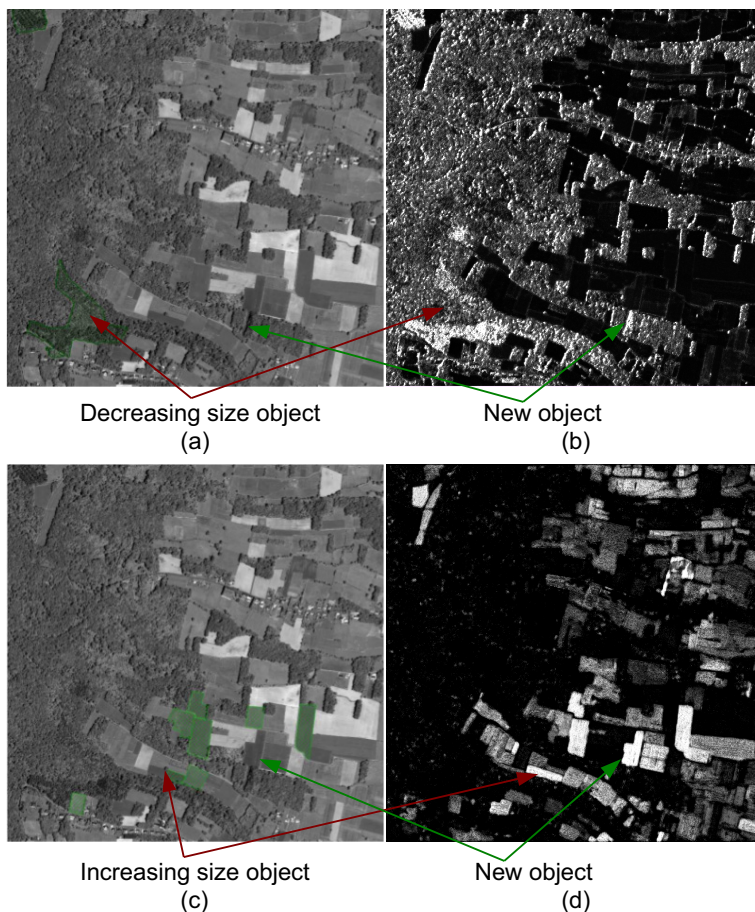 Decreasing size object
New object
(a)
(b)
Increasing size object
New object
(c)
(d)